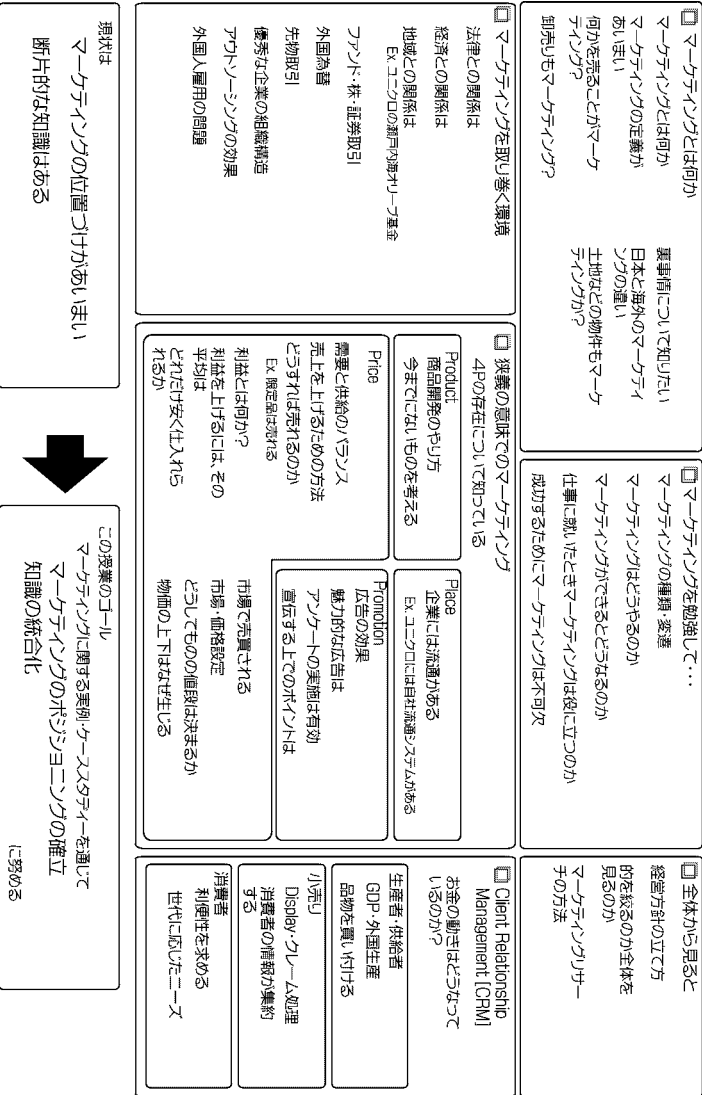 □ マーケティングとは何か
マーケティングとは何か
マーケティングの定義が
あいまい
何かを売ることがマーケ
ティング?
卸売りもマーケティング?
裏事情について知りたい
日本と海外のマーケティ
ングの違い
土地などの物件もマーケ
ティングか?
□ マーケティングを勉強して・・・
マーケティングの種類・変遷
マーケティングはどうやるのか
マーケティングができるとどうなるのか
仕事に就いたときマーケティングは役に立つのか
成功するためにマーケティングは不可欠
□ 全体から見ると
経営方針の立て方
的を絞るのか全体を
見るのか
マーケティングリサー
チの方法
□ マーケティングを取り巻く環境
法律との関係は
経済との関係は
地域との関係は
Ex. ユニクロの瀬戸内海オリーブ基金
ファンド・株・証券取引
外国為替
先物取引
優秀な企業の組織構造
アウトソーシングの効果
外国人雇用の問題
□ 狭義の意味でのマーケティング
4Pの存在について知っている
Product
商品開発のやり方
今までにないものを考える
Place
企業には流通がある
Ex. ユニクロには自社流通システムがある
Price
需要と供給のバランス
売上を上げるための方法
どうすれば売れるのか
Ex. 限定品は売れる
利益とは何か?
利益を上げるには、その
平均は
どれだけ安く仕入れら
れるか
Promotion
広告の効果
魅力的な広告は
アンケートの実施は有効
宣伝する上でのポイントは
市場で売買される
市場・価格設定
どうしてものの値段は決まるか
物価の上下はなぜ生じる
□ Client Relationship
Management [CRM]
お金の動きはどうなって
いるのか?
生産者・供給者
GDP・外国生産
品物を買い付ける
小売り
Display・クレーム処理
消費者の情報が集約
する
消費者
利便性を求める
世代に応じたニーズ
現状は
マーケティングの位置づけがあいまい
断片的な知識はある
この授業のゴール
マーケティングに関する実例・ケーススタディーを通じて
マーケティングのポジショニングの確立
知識の統合化
に努める